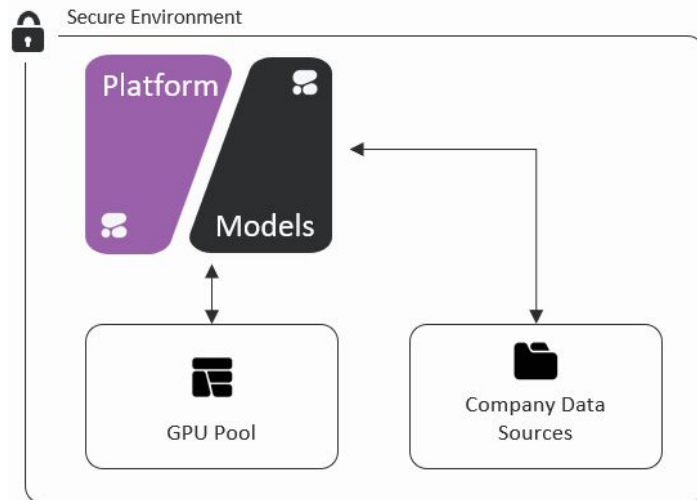 Secure Environment
Platform
Models
GPU Pool
Company Data
Sources